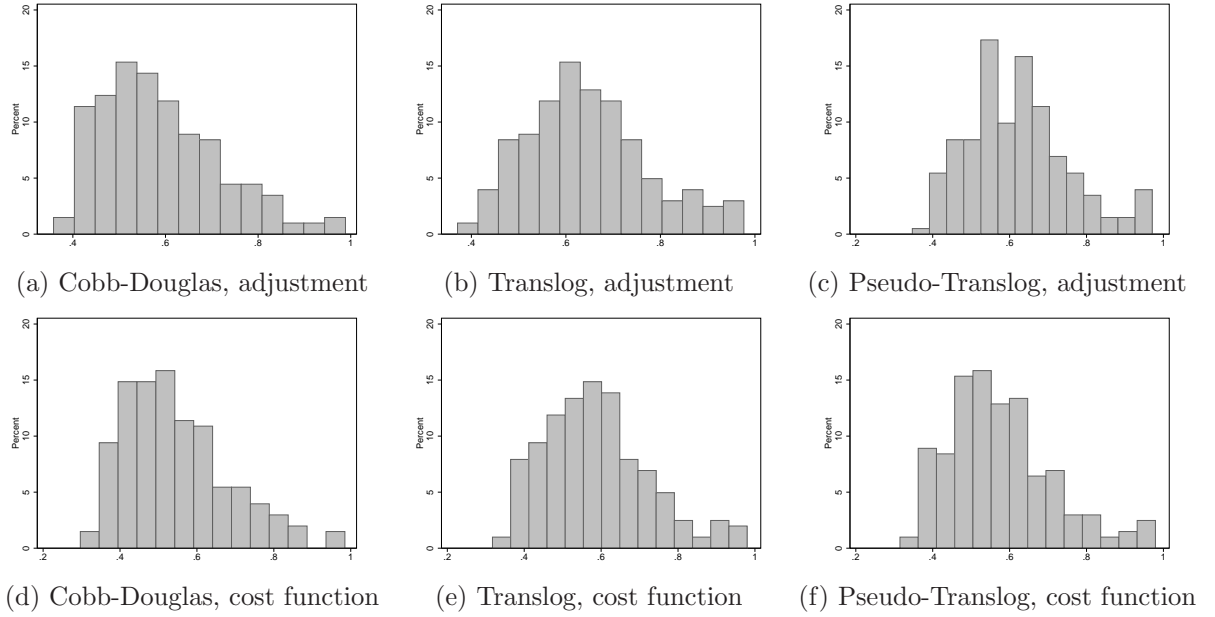 20
15
10
5
0
Percent
.4 .6 .8 1
20
15
10
5
0
Percent
.4 .6 .8 1
20
15
10
5
0
Percent
.2 .4 .6 .8 1
(a) Cobb-Douglas, adjustment
(b) Translog, adjustment
(c) Pseudo-Translog, adjustment
20
15
10
5
0
Percent
.2 .4 .6 .8 1
20
15
10
5
0
Percent
.2 .4 .6 .8 1
20
15
10
5
0
Percent
.2 .4 .6 .8 1
(d) Cobb-Douglas, cost function
(e) Translog, cost function
(f) Pseudo-Translog, cost function